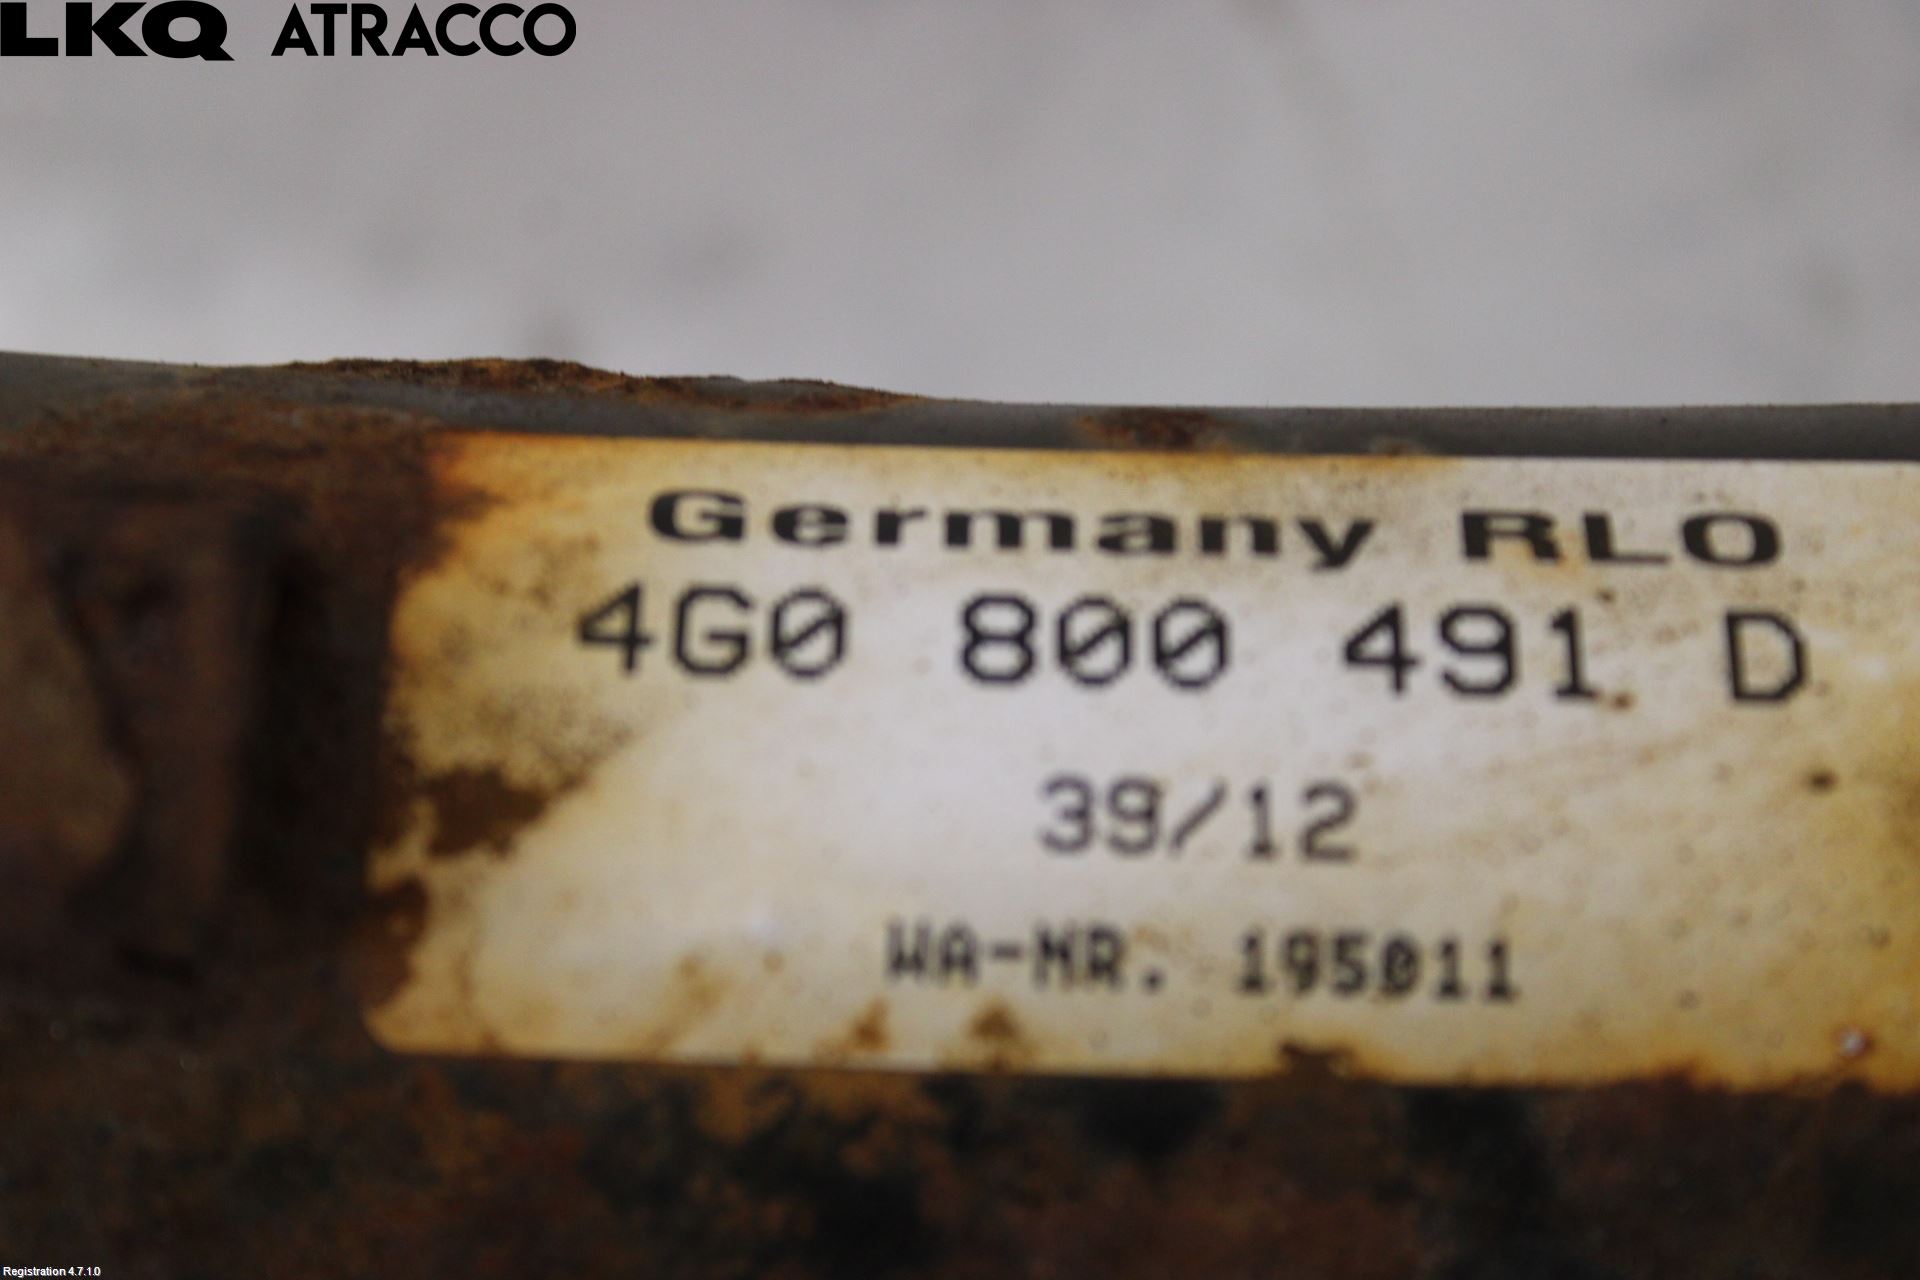 LKQ ATRACCO
Germany RLO
4G0 800 491 D
39/12
WA-NR. 195011
Registration 4.7.1.0